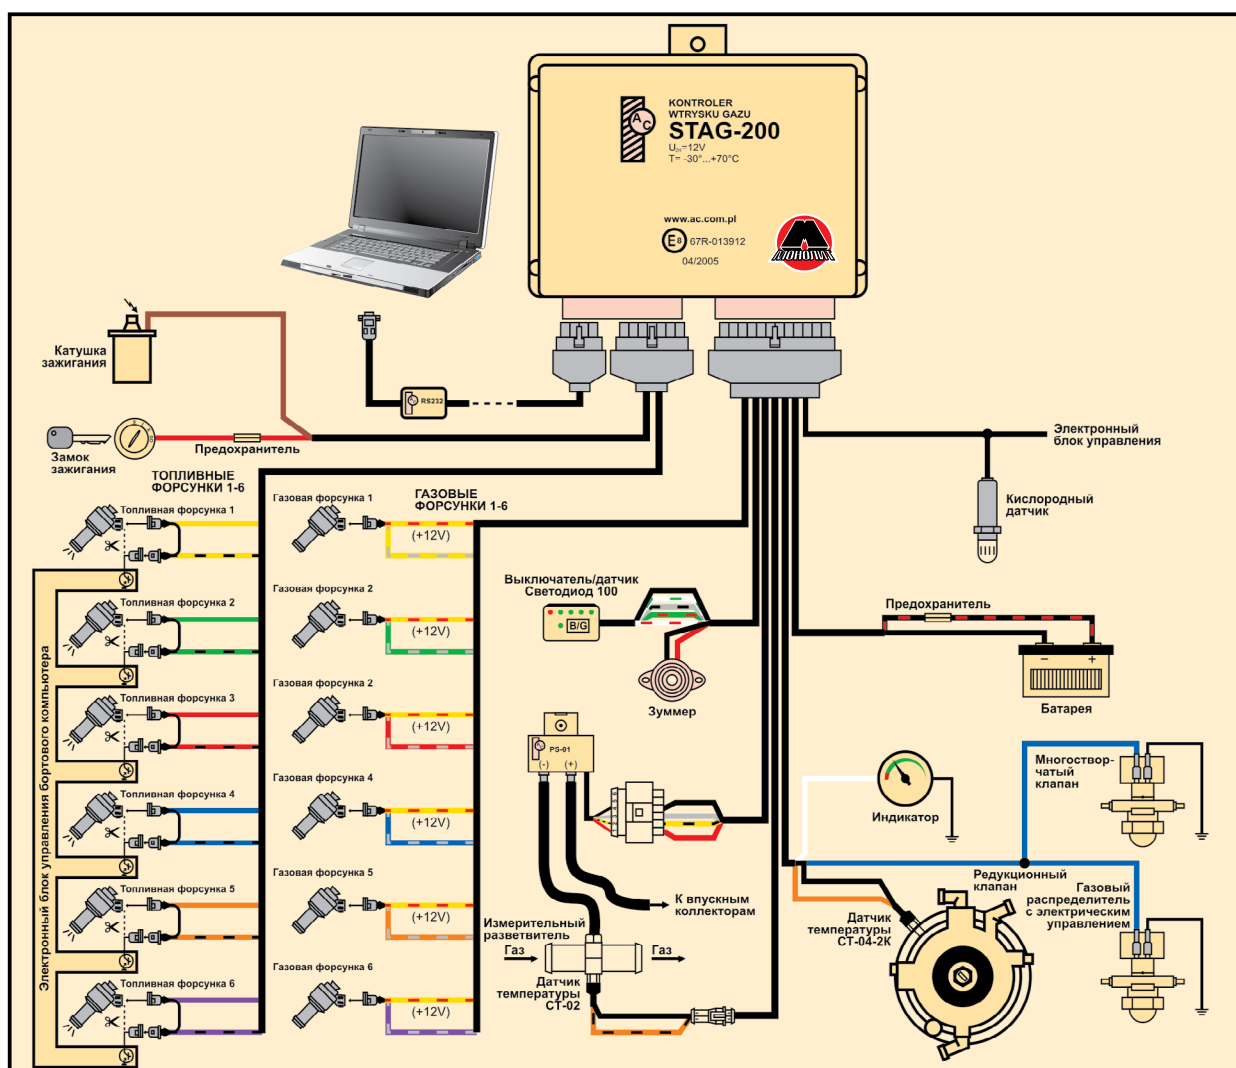 KONTROLER
WTRYSKU GAZU
STAG-200
T= -30°...+70°C
www.ac.com.pl
E8 67R-013912
04/2005
МОНОЛИТ
AC
Катушка
зажигания
RS232
Замок
зажигания
Предохранитель
Электронный
блок управления
Кислородный
датчик
ТОПЛИВНЫЕ
ФОРСУНКИ 1-6
ГАЗОВЫЕ
ФОРСУНКИ 1-6
Топливная форсунка 1
Газовая форсунка 1
(+12V)
Топливная форсунка 2
Газовая форсунка 2
(+12V)
Топливная форсунка 3
Газовая форсунка 2
(+12V)
Топливная форсунка 4
Газовая форсунка 4
(+12V)
Топливная форсунка 5
Газовая форсунка 5
(+12V)
Топливная форсунка 6
Газовая форсунка 6
(+12V)
Электронный блок управления бортового компьютера
Выключатель/датчик
Светодиод 100
B/G
Зуммер
Предохранитель
– +
Батарея
PS-01
(-) (+)
Индикатор
Многоствор-
чатый
клапан
К впускным
коллекторам
Измерительный
разветвитель
Газ
Газ
Датчик
температуры
СТ-02
Редукционный
клапан
Датчик
температуры
СТ-04-2К
Газовый
распределитель
с электрическим
управлением